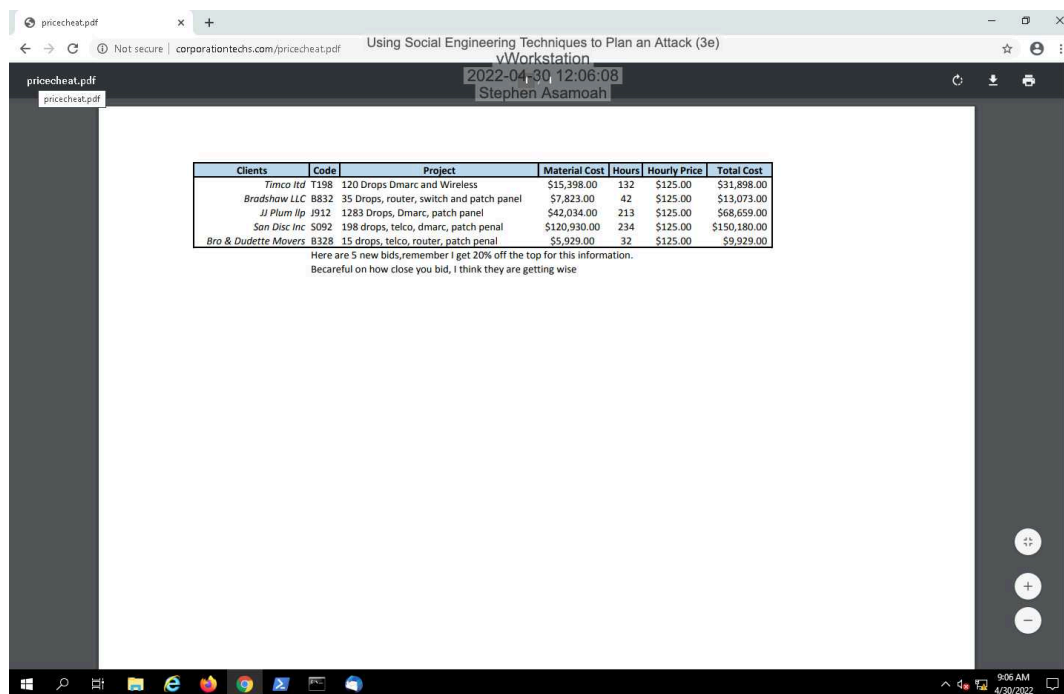 pricecheat.pdf
Not secure | corporationtechs.com/pricecheat.pdf
Using Social Engineering Techniques to Plan an Attack (3e)
vWorkstation
2022-04-30 12:06:08
Stephen Asamoah
pricecheat.pdf
pricecheat.pdf
Clients Code Project Material Cost Hours Hourly Price Total Cost
Timco ltd T198 120 Drops Dmarc and Wireless $15,398.00 132 $125.00 $31,898.00
Bradshaw LLC B832 35 Drops, router, switch and patch panel $7,823.00 42 $125.00 $13,073.00
JJ Plum llp J912 1283 Drops, Dmarc, patch panel $42,034.00 213 $125.00 $68,659.00
San Disc Inc S092 198 drops, telco, dmarc, patch penal $120,930.00 234 $125.00 $150,180.00
Bro & Dudette Movers B328 15 drops, telco, router, patch penal $5,929.00 32 $125.00 $9,929.00
Here are 5 new bids,remember I get 20% off the top for this information.
Becareful on how close you bid, I think they are getting wise
9:06 AM
4/30/2022